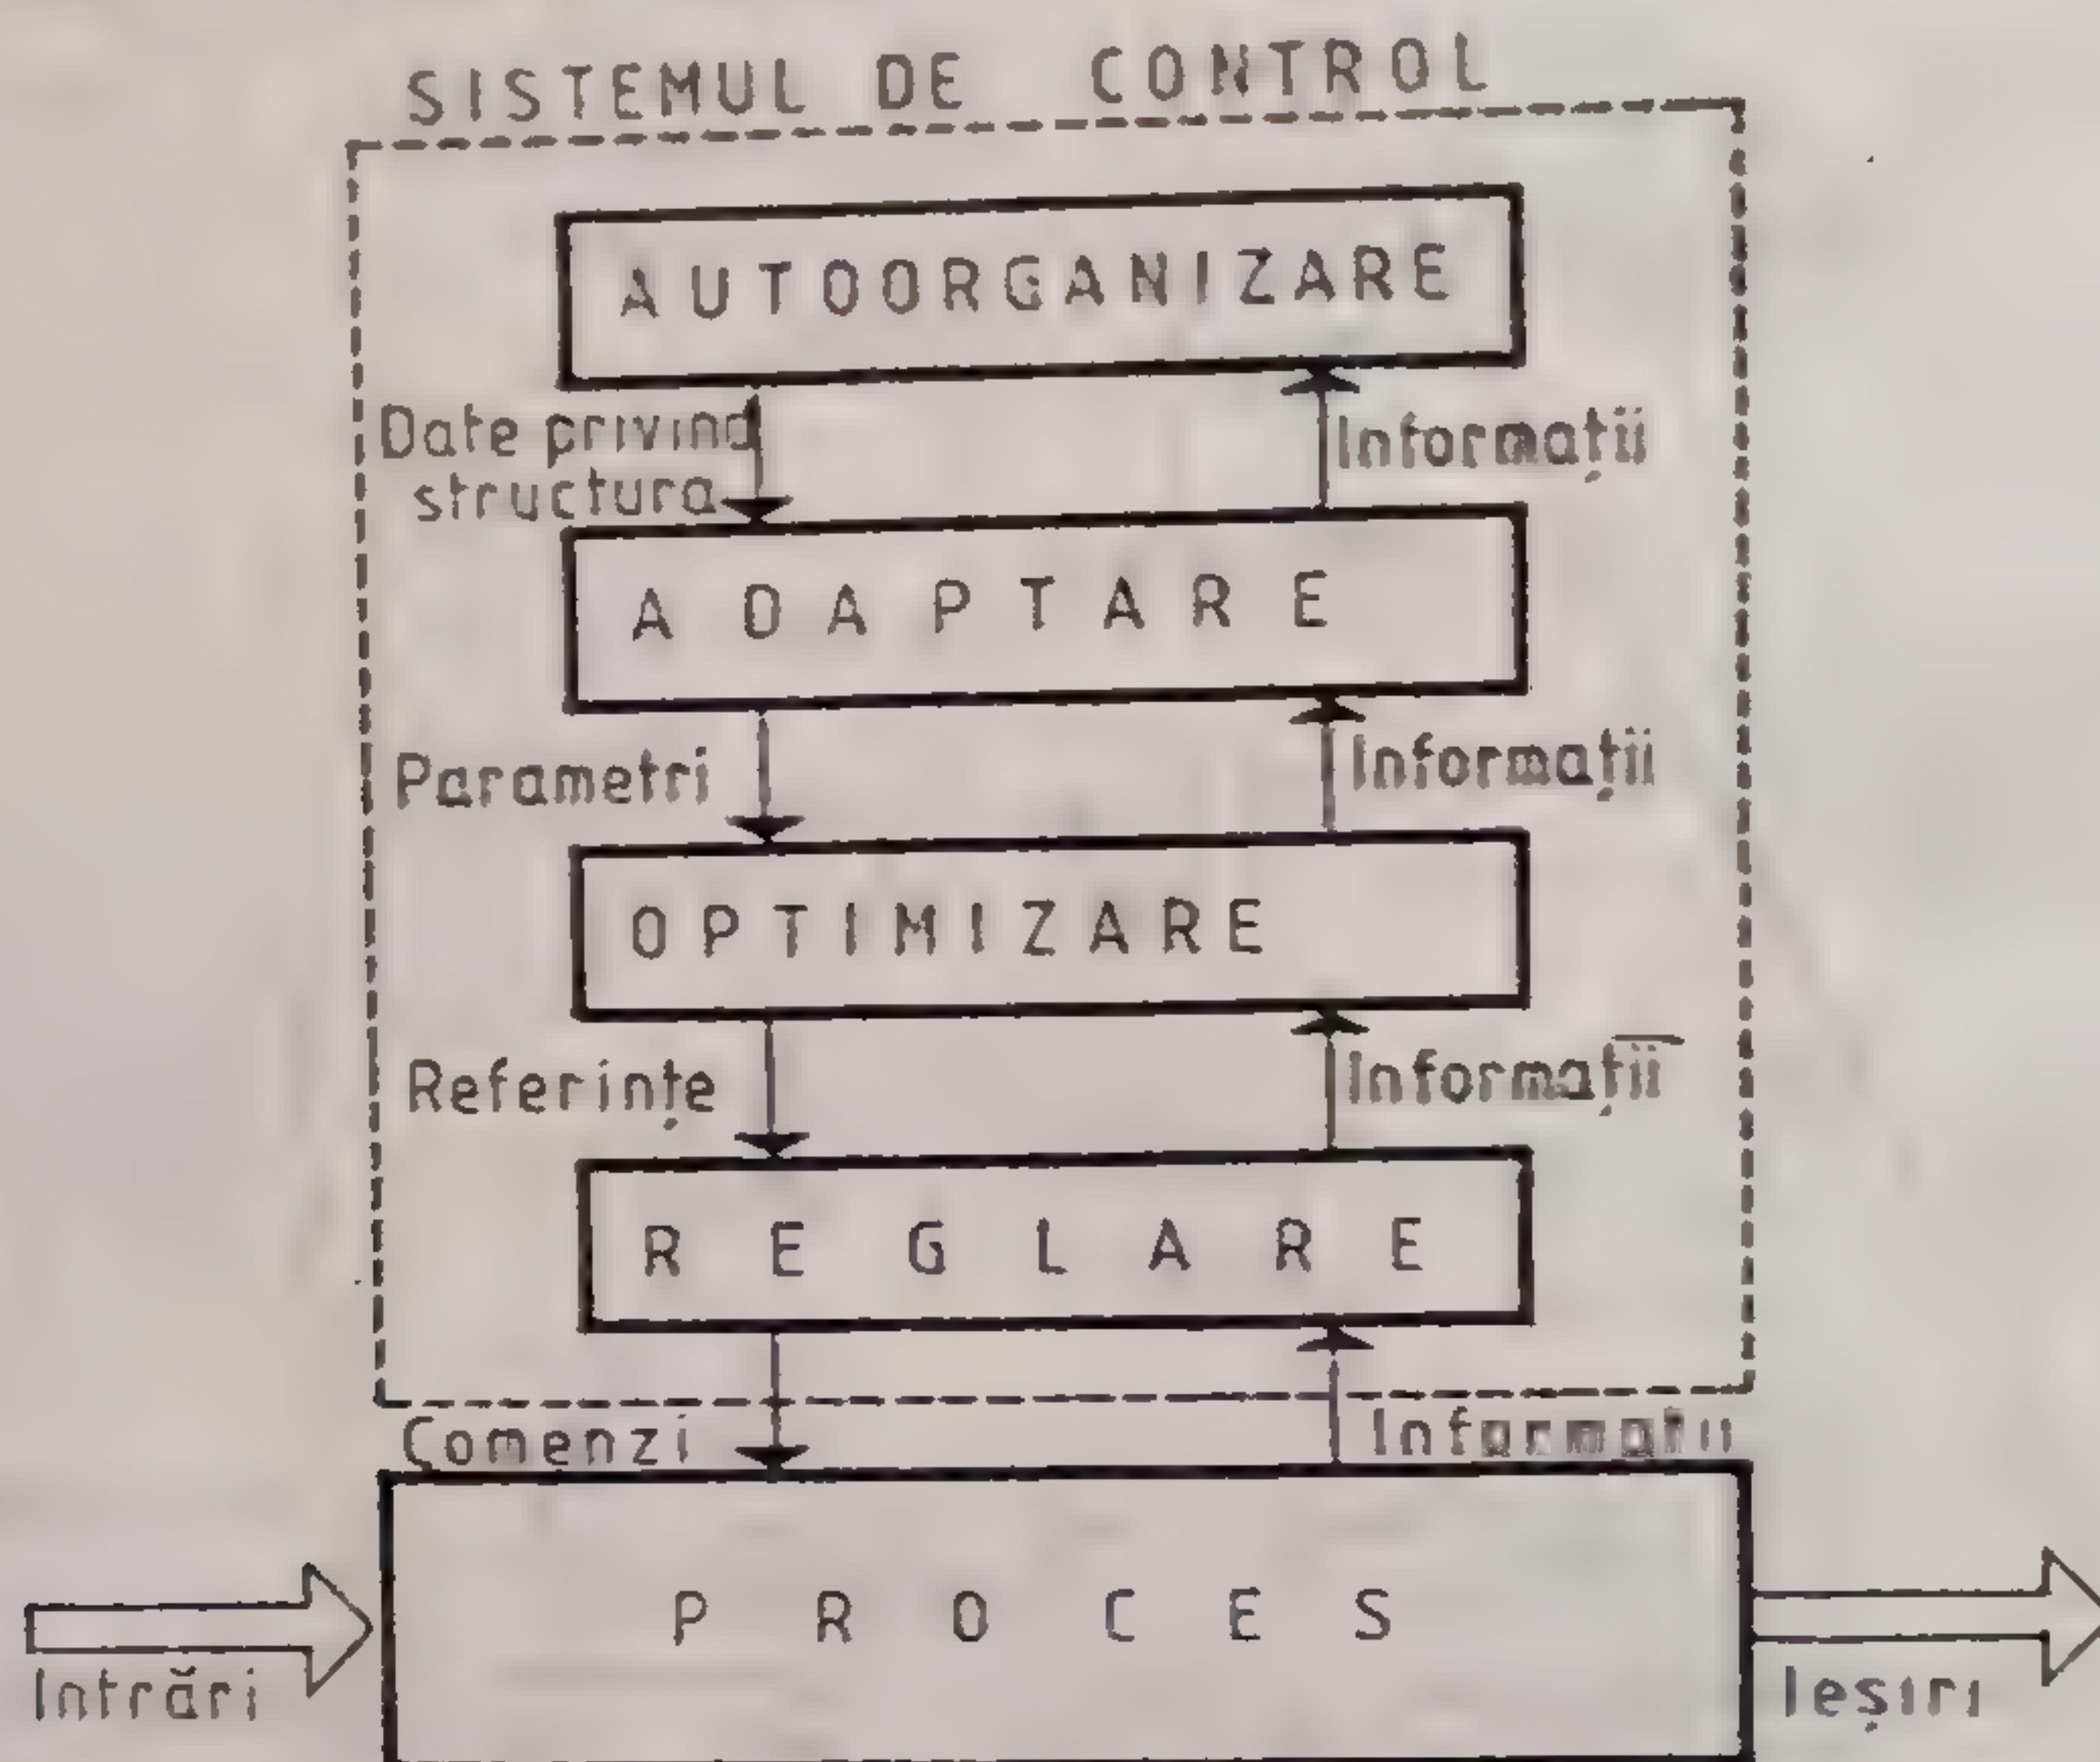 SISTEMUL DE CONTROL
AUTOORGANIZARE
Date privind
structura
Informații
ADAPTARE
Parametri
Informații
OPTIMIZARE
Referințe
Informații
REGLARE
Comenzi
Informații
PROCES
Intrări
Ieșiri